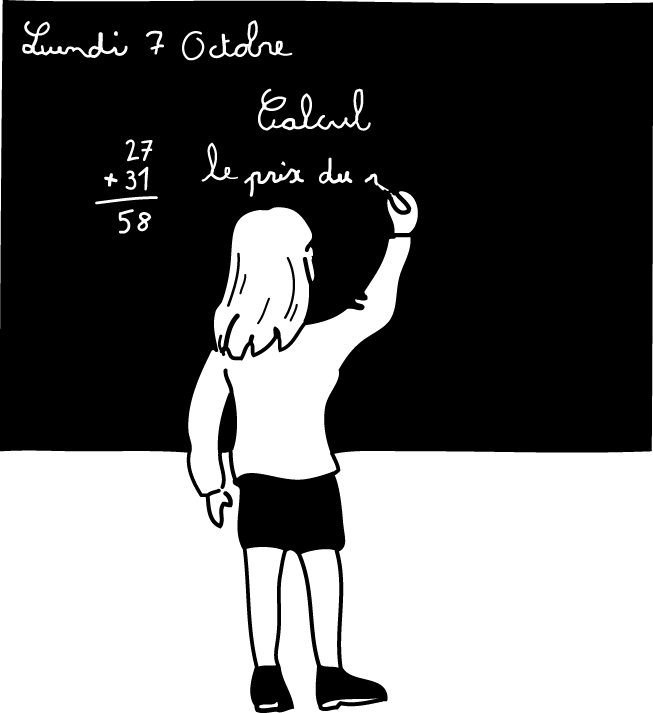 Lundi 7 Octobre
Calcul
27
+ 31
58
le prix du